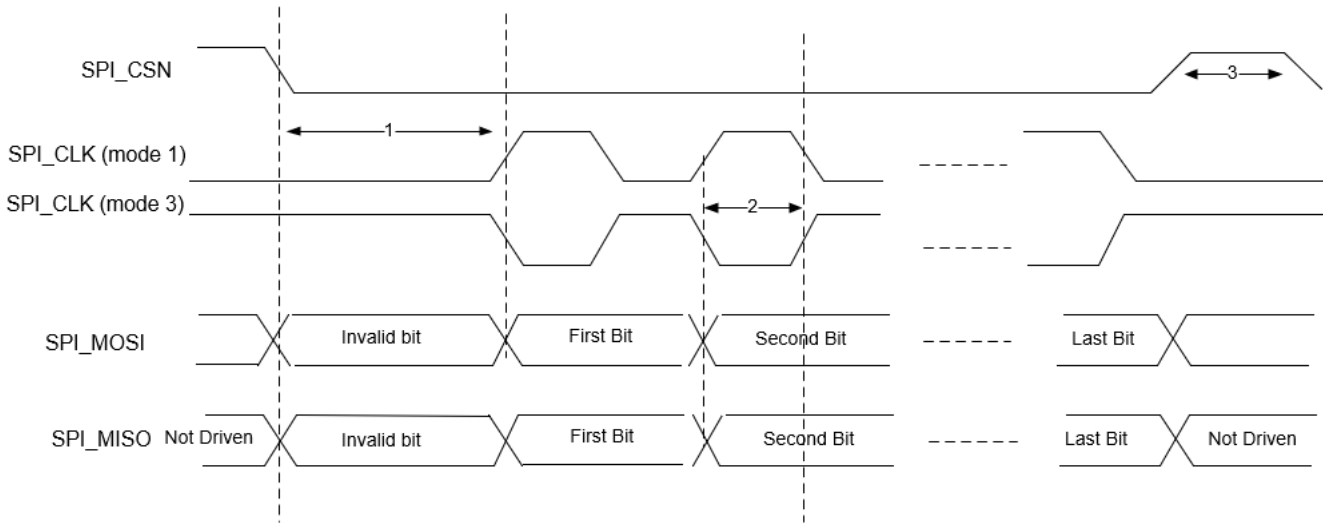 SPI_CSN
3
1
SPI_CLK (mode 1)
SPI_CLK (mode 3)
2
SPI_MOSI
Invalid bit
First Bit
Second Bit
Last Bit
SPI_MISO
Not Driven
Invalid bit
First Bit
Second Bit
Last Bit
Not Driven